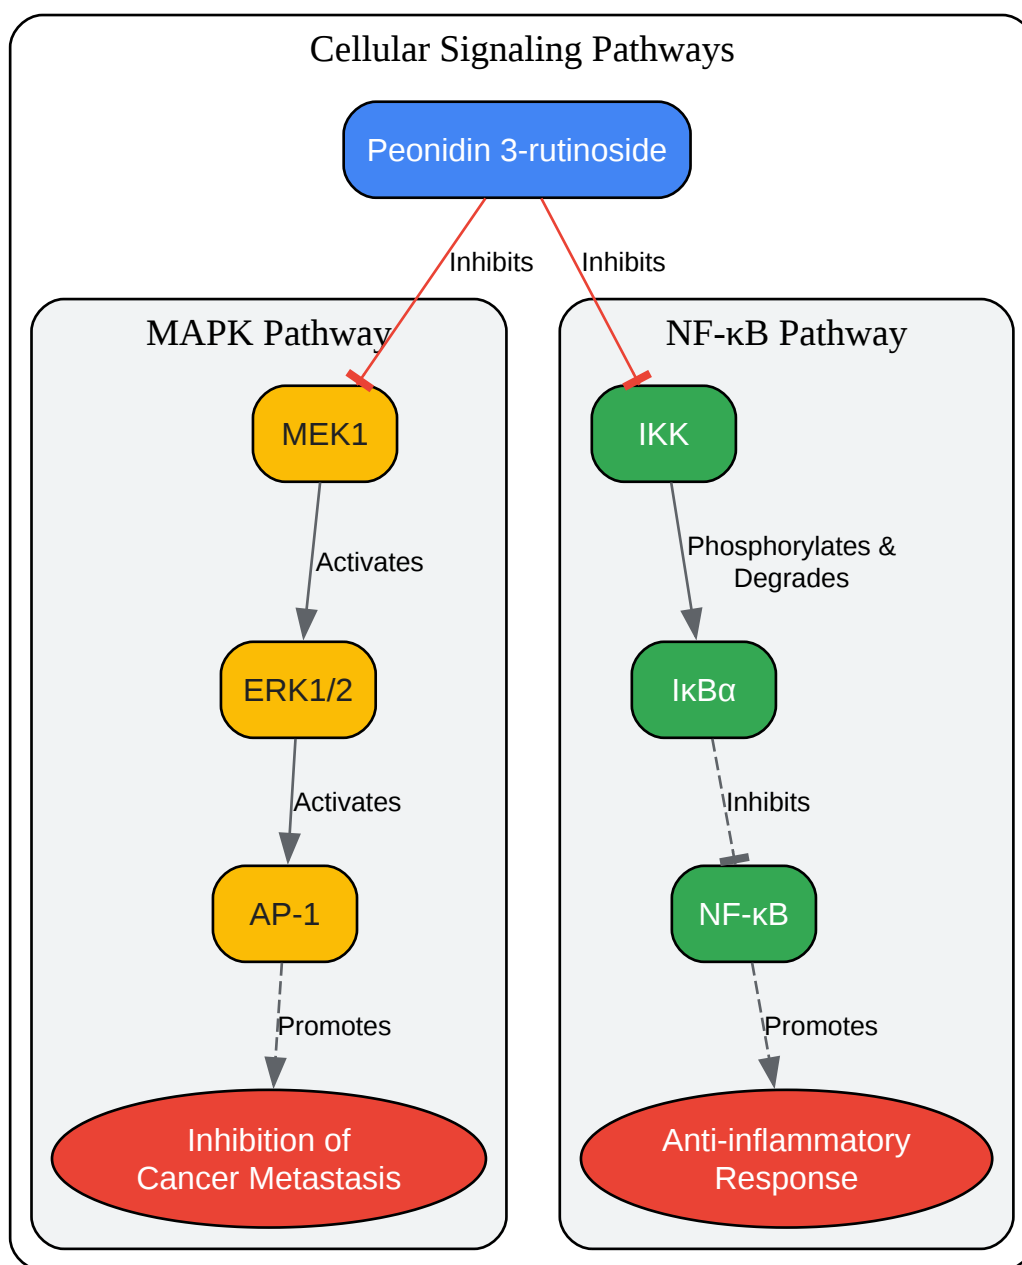 Cellular Signaling Pathways
Peonidin 3-rutinoside
Inhibits
Inhibits
MAPK Pathway
MEK1
Activates
ERK1/2
Activates
AP-1
Promotes
Inhibition of
Cancer Metastasis
NF-κB Pathway
IKK
Phosphorylates &
Degrades
IκBα
Inhibits
NF-κB
Promotes
Anti-inflammatory
Response